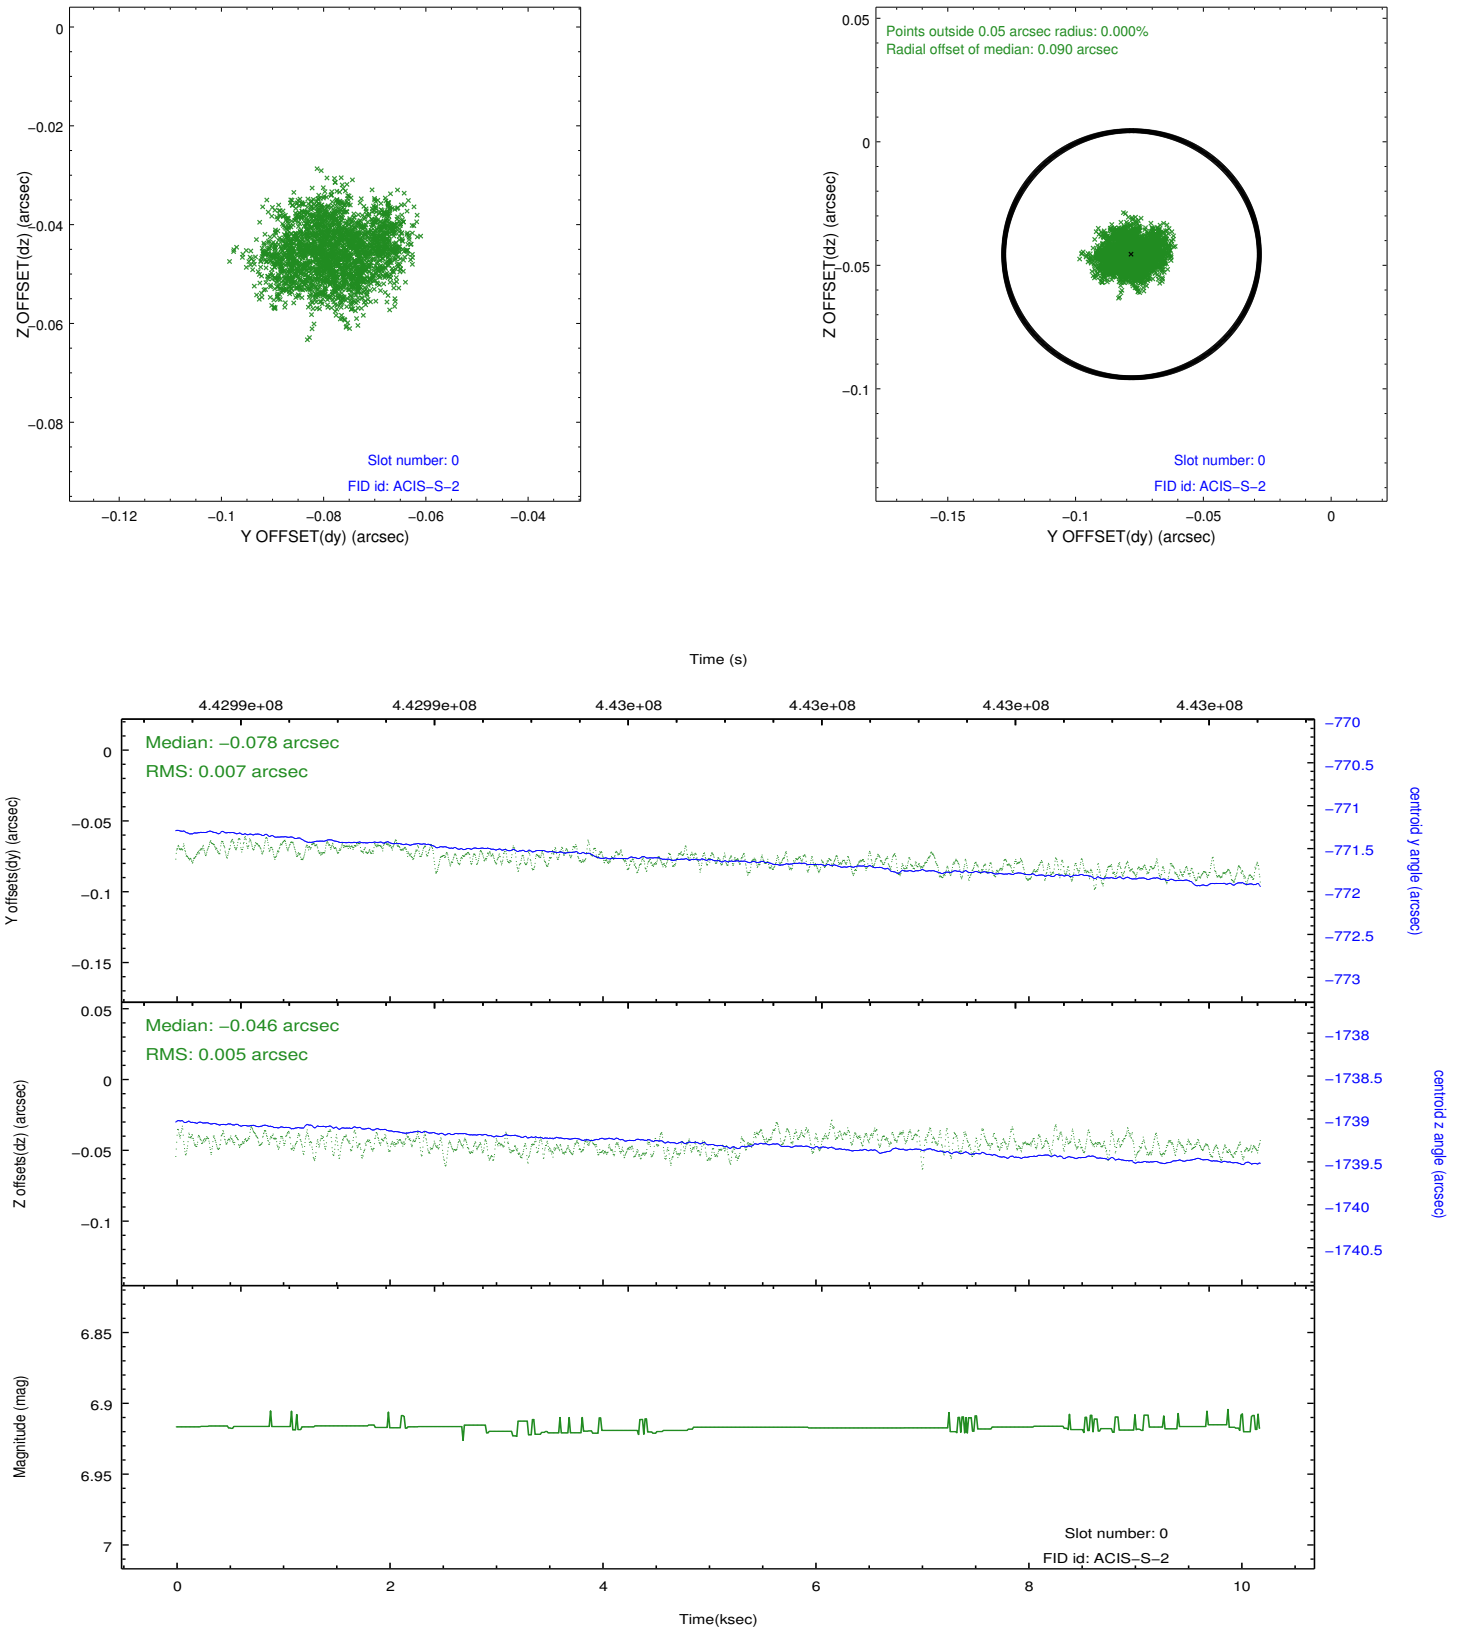 0
−0.02
−0.04
−0.06
−0.08
Z OFFSET(dz) (arcsec)
−0.12
−0.1
−0.08
−0.06
−0.04
Y OFFSET(dy) (arcsec)
Slot number: 0
FID id: ACIS−S−2
0.05
0
−0.05
−0.1
Z OFFSET(dz) (arcsec)
Points outside 0.05 arcsec radius: 0.000%
Radial offset of median: 0.090 arcsec
Slot number: 0
FID id: ACIS−S−2
−0.15
−0.1
−0.05
0
Y OFFSET(dy) (arcsec)
Time (s)
4.4299e+08
4.4299e+08
4.43e+08
4.43e+08
4.43e+08
4.43e+08
Median: −0.078 arcsec
RMS: 0.007 arcsec
0
−0.05
−0.1
−0.15
Y offsets(dy) (arcsec)
−770
−770.5
−771
−771.5
−772
−772.5
−773
centroid y angle (arcsec)
Median: −0.046 arcsec
RMS: 0.005 arcsec
0.05
0
−0.05
−0.1
Z offsets(dz) (arcsec)
−1738
−1738.5
−1739
−1739.5
−1740
−1740.5
centroid z angle (arcsec)
6.85
6.9
6.95
7
Magnitude (mag)
Slot number: 0
FID id: ACIS−S−2
0
2
4
6
8
10
Time(ksec)